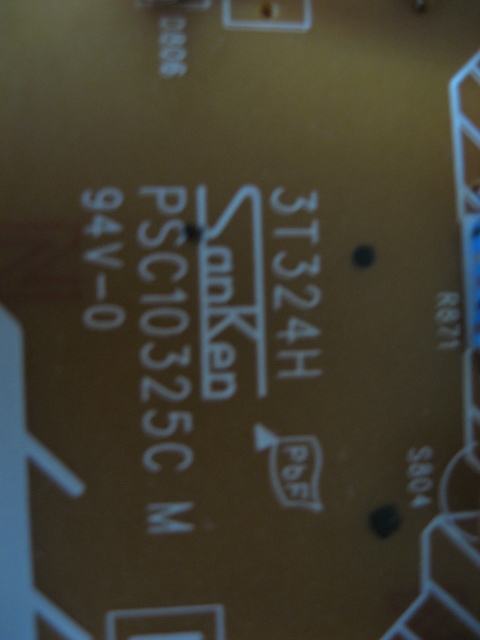 3T324H
SanKen
PSC10325C M
94V-0
PbF
D806
R871
S804